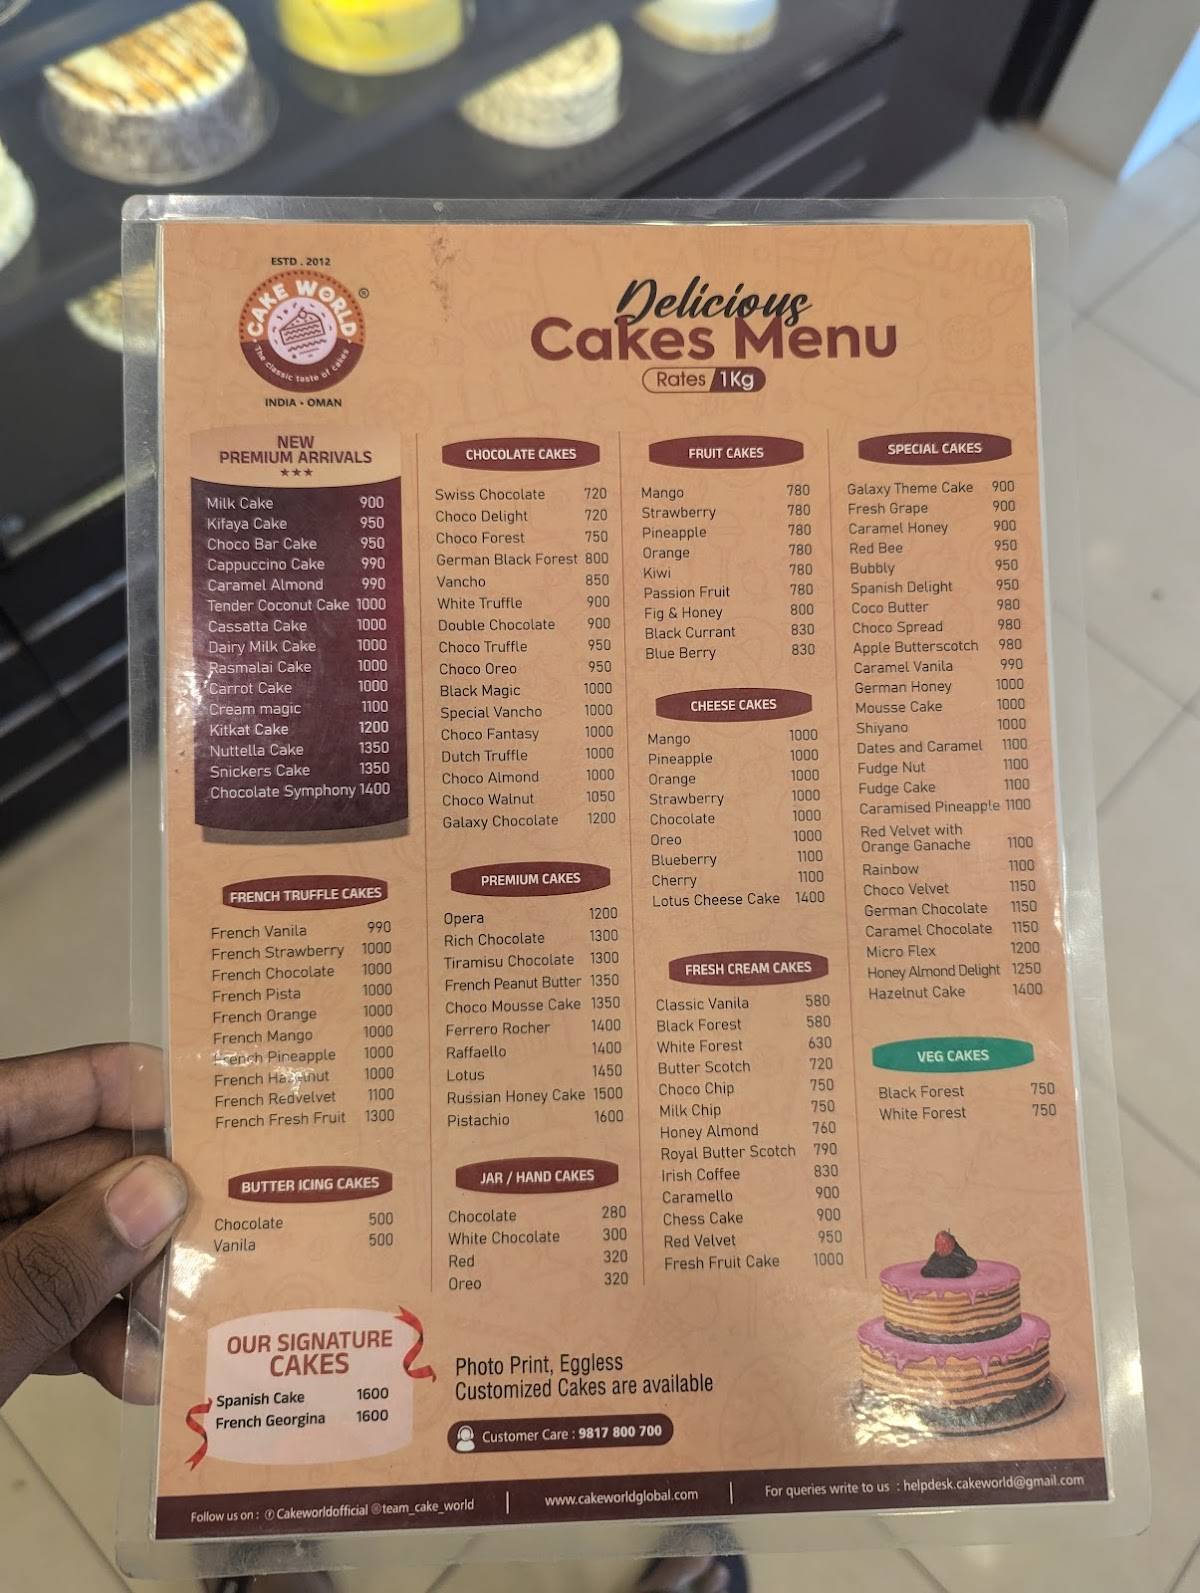 ESTD . 2012
CAKE WORLD ®
The classic taste of cakes
INDIA • OMAN
Delicious
Cakes Menu
Rates 1Kg
NEW
PREMIUM ARRIVALS
★★★
Milk Cake 900
Kifaya Cake 950
Choco Bar Cake 950
Cappuccino Cake 990
Caramel Almond 990
Tender Coconut Cake 1000
Cassatta Cake 1000
Dairy Milk Cake 1000
Rasmalai Cake 1000
Carrot Cake 1000
Cream magic 1100
Kitkat Cake 1200
Nuttella Cake 1350
Snickers Cake 1350
Chocolate Symphony 1400
FRENCH TRUFFLE CAKES
French Vanila 990
French Strawberry 1000
French Chocolate 1000
French Pista 1000
French Orange 1000
French Mango 1000
French Pineapple 1000
French Hazelnut 1000
French Redvelvet 1100
French Fresh Fruit 1300
BUTTER ICING CAKES
Chocolate 500
Vanila 500
OUR SIGNATURE
CAKES
Spanish Cake 1600
French Georgina 1600
CHOCOLATE CAKES
Swiss Chocolate 720
Choco Delight 720
Choco Forest 750
German Black Forest 800
Vancho 850
White Truffle 900
Double Chocolate 900
Choco Truffle 950
Choco Oreo 950
Black Magic 1000
Special Vancho 1000
Choco Fantasy 1000
Dutch Truffle 1000
Choco Almond 1000
Choco Walnut 1050
Galaxy Chocolate 1200
PREMIUM CAKES
Opera 1200
Rich Chocolate 1300
Tiramisu Chocolate 1300
French Peanut Butter 1350
Choco Mousse Cake 1350
Ferrero Rocher 1400
Raffaello 1400
Lotus 1450
Russian Honey Cake 1500
Pistachio 1600
JAR / HAND CAKES
Chocolate 280
White Chocolate 300
Red 320
Oreo 320
FRUIT CAKES
Mango 780
Strawberry 780
Pineapple 780
Orange 780
Kiwi 780
Passion Fruit 780
Fig & Honey 800
Black Currant 830
Blue Berry 830
CHEESE CAKES
Mango 1000
Pineapple 1000
Orange 1000
Strawberry 1000
Chocolate 1000
Oreo 1000
Blueberry 1100
Cherry 1100
Lotus Cheese Cake 1400
FRESH CREAM CAKES
Classic Vanila 580
Black Forest 580
White Forest 630
Butter Scotch 720
Choco Chip 750
Milk Chip 750
Honey Almond 760
Royal Butter Scotch 790
Irish Coffee 830
Caramello 900
Chess Cake 900
Red Velvet 950
Fresh Fruit Cake 1000
SPECIAL CAKES
Galaxy Theme Cake 900
Fresh Grape 900
Caramel Honey 900
Red Bee 950
Bubbly 950
Spanish Delight 950
Coco Butter 980
Choco Spread 980
Apple Butterscotch 980
Caramel Vanila 990
German Honey 1000
Mousse Cake 1000
Shiyano 1000
Dates and Caramel 1100
Fudge Nut 1100
Fudge Cake 1100
Caramised Pineapple 1100
Red Velvet with
Orange Ganache 1100
Rainbow 1100
Choco Velvet 1150
German Chocolate 1150
Caramel Chocolate 1150
Micro Flex 1200
Honey Almond Delight 1250
Hazelnut Cake 1400
VEG CAKES
Black Forest 750
White Forest 750
Photo Print, Eggless
Customized Cakes are available
Customer Care : 9817 800 700
Follow us on : Cakeworldofficial team_cake_world
www.cakeworldglobal.com
For queries write to us : helpdesk.cakeworld@gmail.com